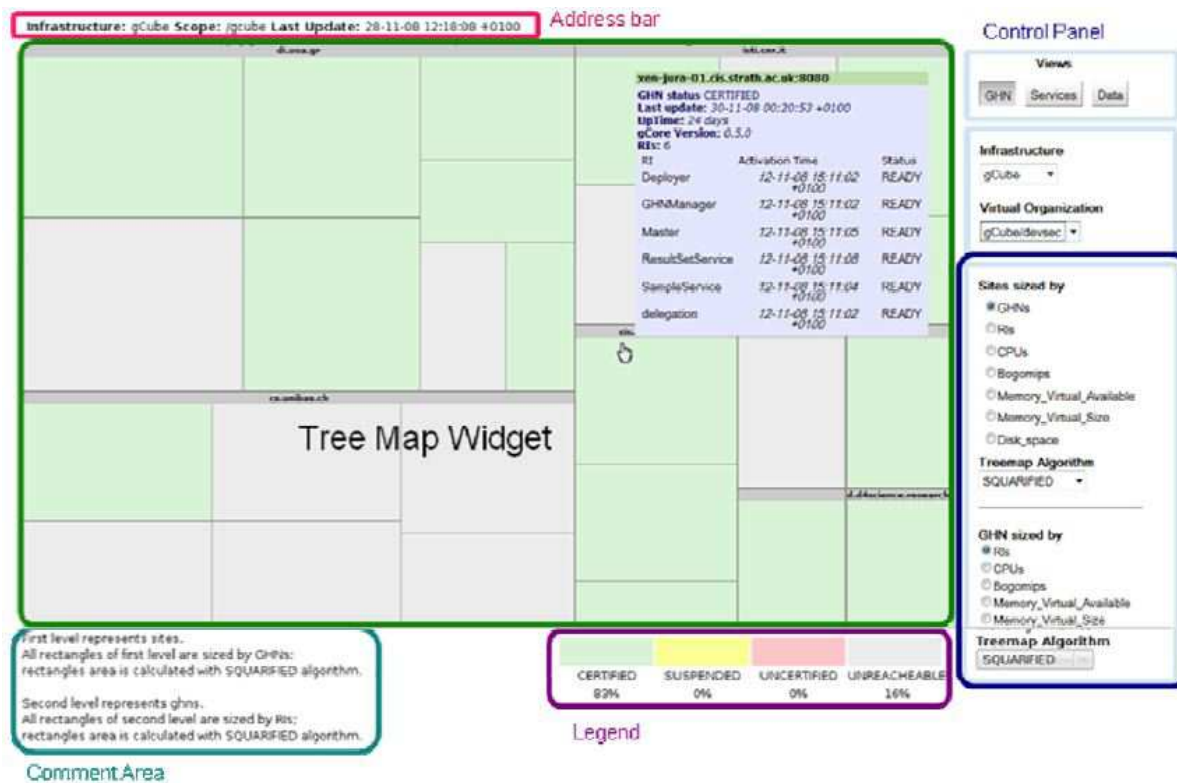 Address bar
Infrastructure: gCube Scope: /gcube Last Update: 28-11-08 12:18:08 +0100
Control Panel
di.uoa.gr
isti.cnr.it
xen-jura-01.cis.strath.ac.uk:8080
GHN status CERTIFIED
Last update: 30-11-08 00:20:53 +0100
UpTime: 24 days
gCore Version: 0.5.0
RIs: 6
RI Activation Time Status
Deployer 12-11-08 15:11:02 +0100 READY
GHNManager 12-11-08 15:11:02 +0100 READY
Master 12-11-08 15:11:05 +0100 READY
ResultSetService 12-11-08 15:11:08 +0100 READY
SampleService 12-11-08 15:11:04 +0100 READY
delegation 12-11-08 15:11:02 +0100 READY
cs.unibas.ch
Tree Map Widget
Views
GHN Services Data
Infrastructure
gCube
Virtual Organization
gCube/devsec
Sites sized by
GHNs
RIs
CPUs
Bogomips
Memory_Virtual_Available
Memory_Virtual_Size
Disk_space
Treemap Algorithm
SQUARIFIED
GHN sized by
RIs
CPUs
Bogomips
Memory_Virtual_Available
Memory_Virtual_Size
Treemap Algorithm
SQUARIFIED
First level represents sites.
All rectangles of first level are sized by GHNs;
rectangles area is calculated with SQUARIFIED algorithm.
Second level represents ghns.
All rectangles of second level are sized by RIs;
rectangles area is calculated with SQUARIFIED algorithm.
Comment Area
CERTIFIED SUSPENDED UNCERTIFIED UNREACHEABLE
83% 0% 0% 16%
Legend